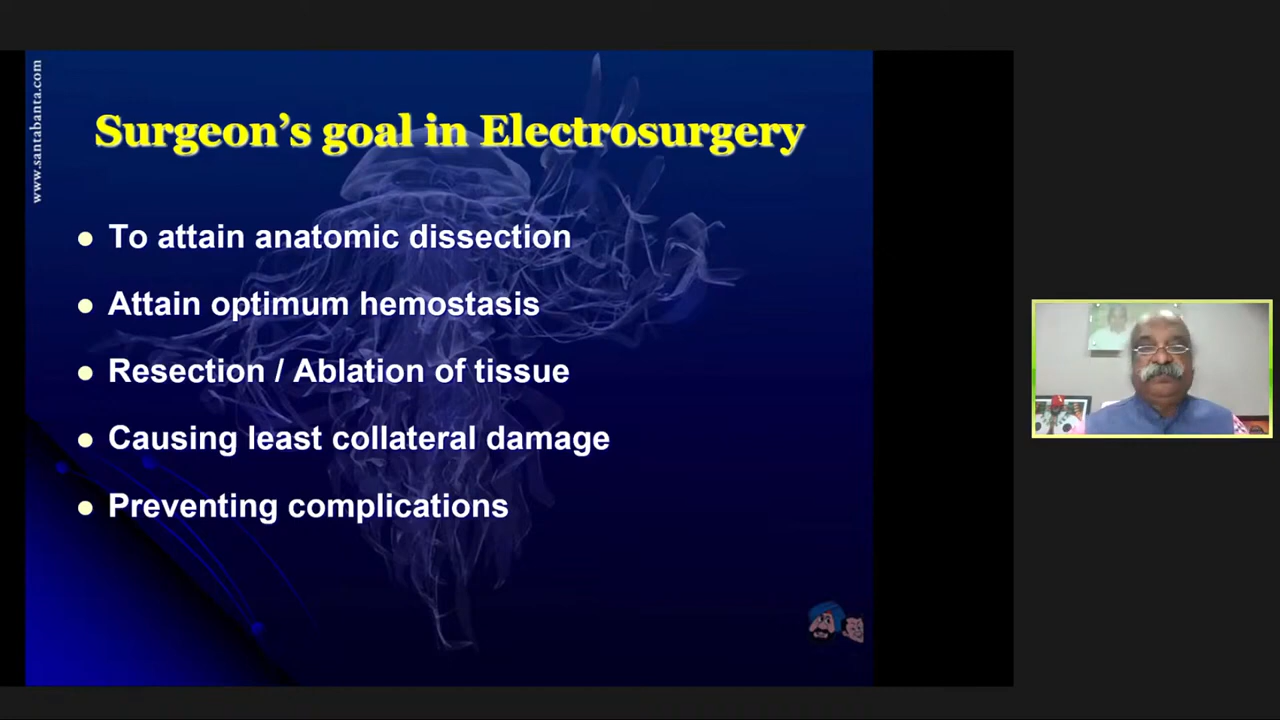 www.santabanta.com
Surgeon’s goal in Electrosurgery
To attain anatomic dissection
Attain optimum hemostasis
Resection / Ablation of tissue
Causing least collateral damage
Preventing complications